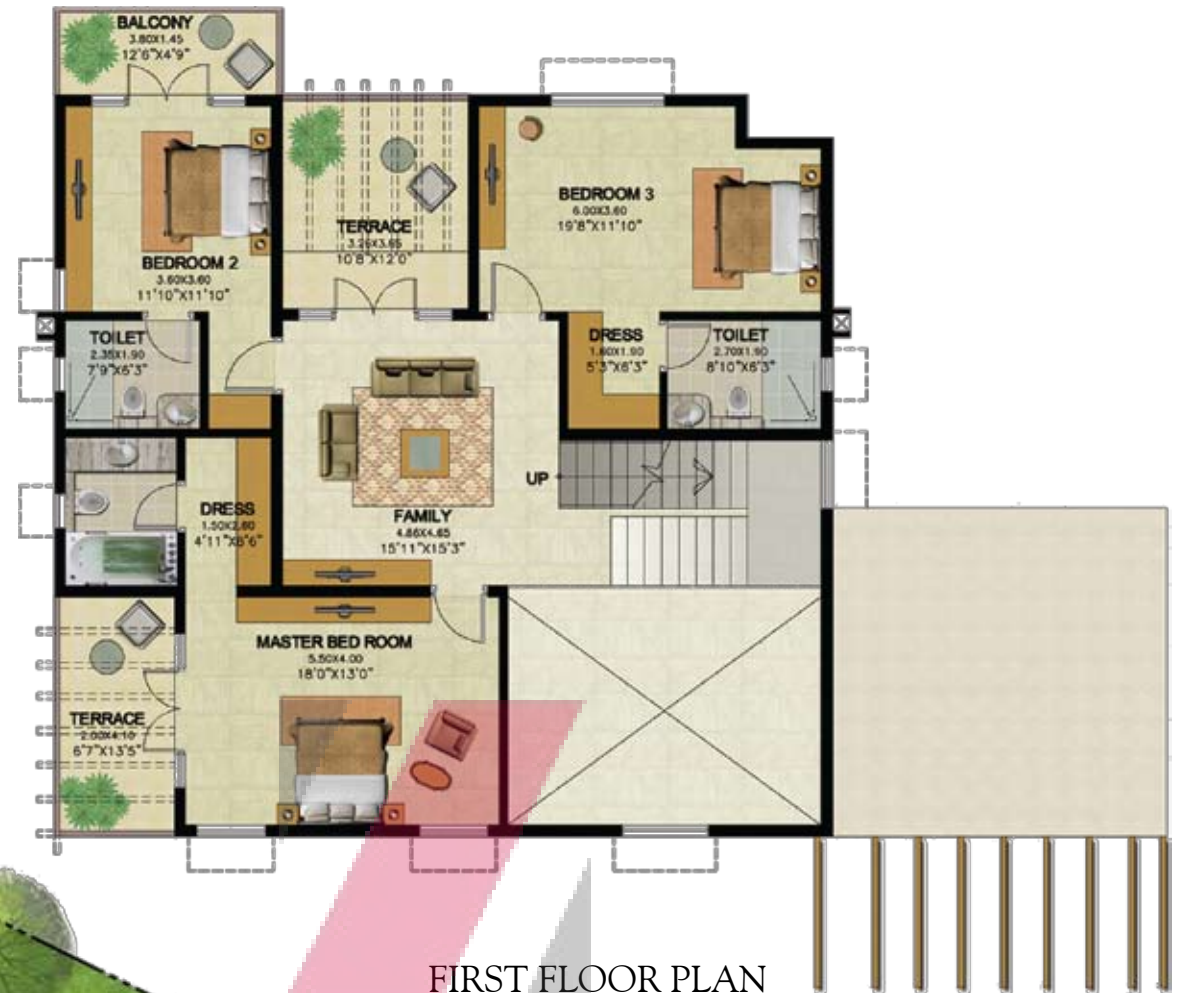 BALCONY
3.80X1.45
12'6"X4'9"
BEDROOM 2
3.60X3.60
11'10"X11'10"
TERRACE
3.26X3.65
10'8"X12'0"
BEDROOM 3
6.00X3.60
19'8"X11'10"
TOILET
2.35X1.90
7'9"X6'3"
DRESS
1.60X1.90
5'3"X6'3"
TOILET
2.70X1.90
8'10"X6'3"
UP
DRESS
1.50X2.60
4'11"X8'6"
FAMILY
4.86X4.65
15'11"X15'3"
MASTER BED ROOM
5.50X4.00
18'0"X13'0"
TERRACE
2.00X4.10
6'7"X13'5"
FIRST FLOOR PLAN